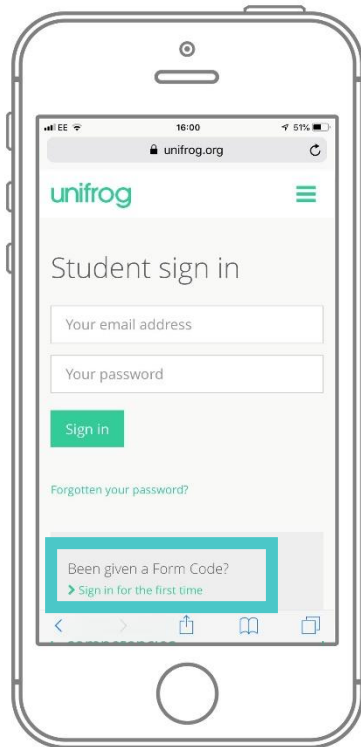 EE 16:00 51%
unifrog.org
unifrog
Student sign in
Your email address
Your password
Sign in
Forgotten your password?
Been given a Form Code?
Sign in for the first time